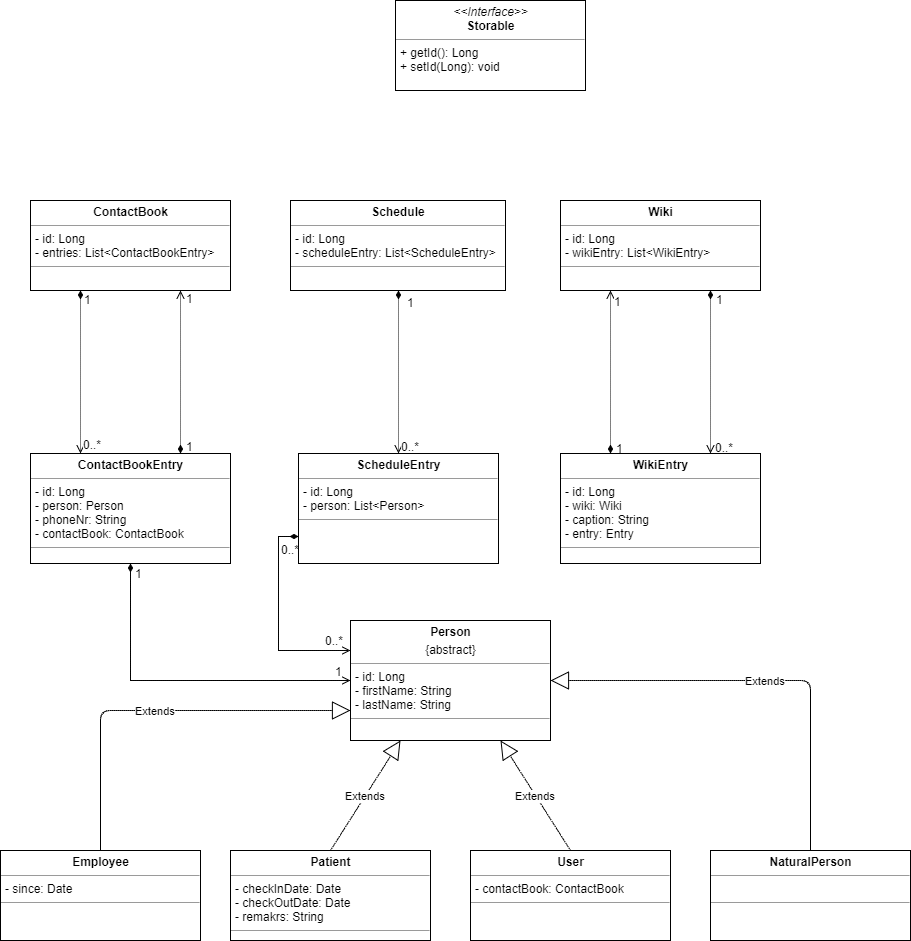 <<Interface>>
Storable
+ getId(): Long
+ setId(Long): void
ContactBook
- id: Long
- entries: List<ContactBookEntry>
Schedule
- id: Long
- scheduleEntry: List<ScheduleEntry>
Wiki
- id: Long
- wikiEntry: List<WikiEntry>
1
1
1
1
1
0..*
1
0..*
1
0..*
ContactBookEntry
- id: Long
- person: Person
- phoneNr: String
- contactBook: ContactBook
ScheduleEntry
- id: Long
- person: List<Person>
WikiEntry
- id: Long
- wiki: Wiki
- caption: String
- entry: Entry
0..*
1
0..*
1
Person
{abstract}
- id: Long
- firstName: String
- lastName: String
Extends
Extends
Extends
Extends
Employee
- since: Date
Patient
- checkInDate: Date
- checkOutDate: Date
- remakrs: String
User
- contactBook: ContactBook
NaturalPerson